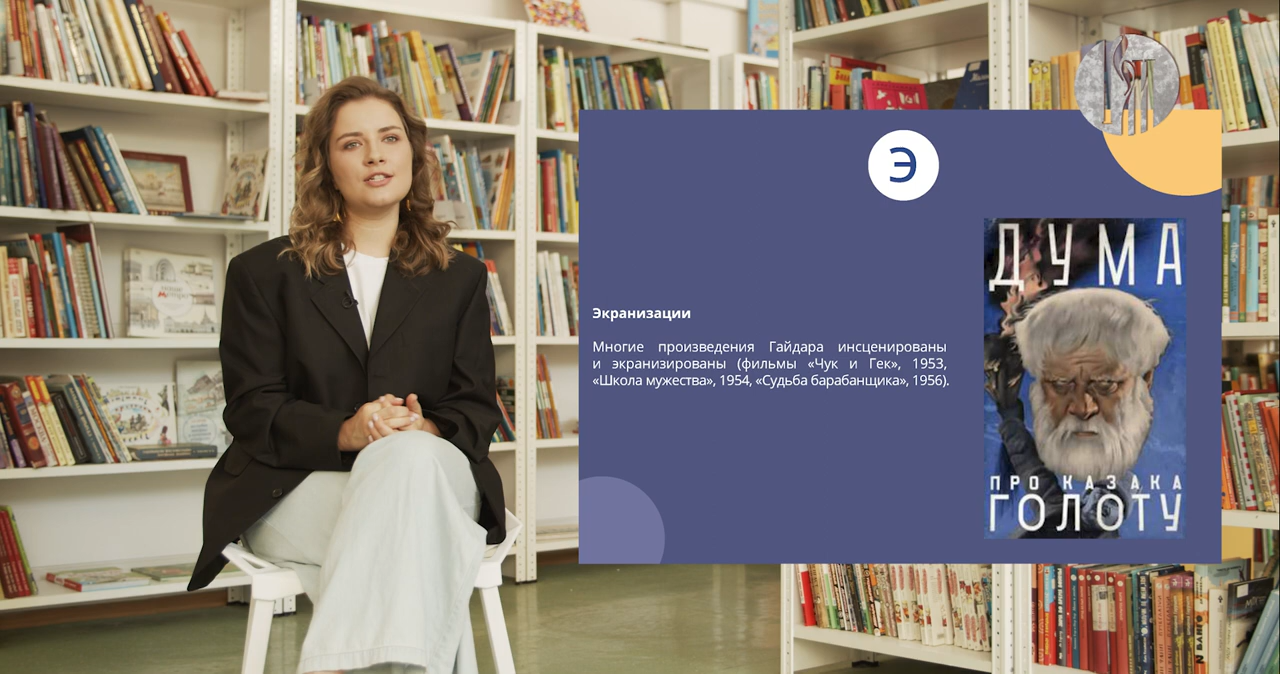 Э
Экранизации
Многие произведения Гайдара инсценированы
и экранизированы (фильмы «Чук и Гек», 1953,
«Школа мужества», 1954, «Судьба барабанщика», 1956).
ДУМА
ПРО КАЗАКА
ГОЛОТУ